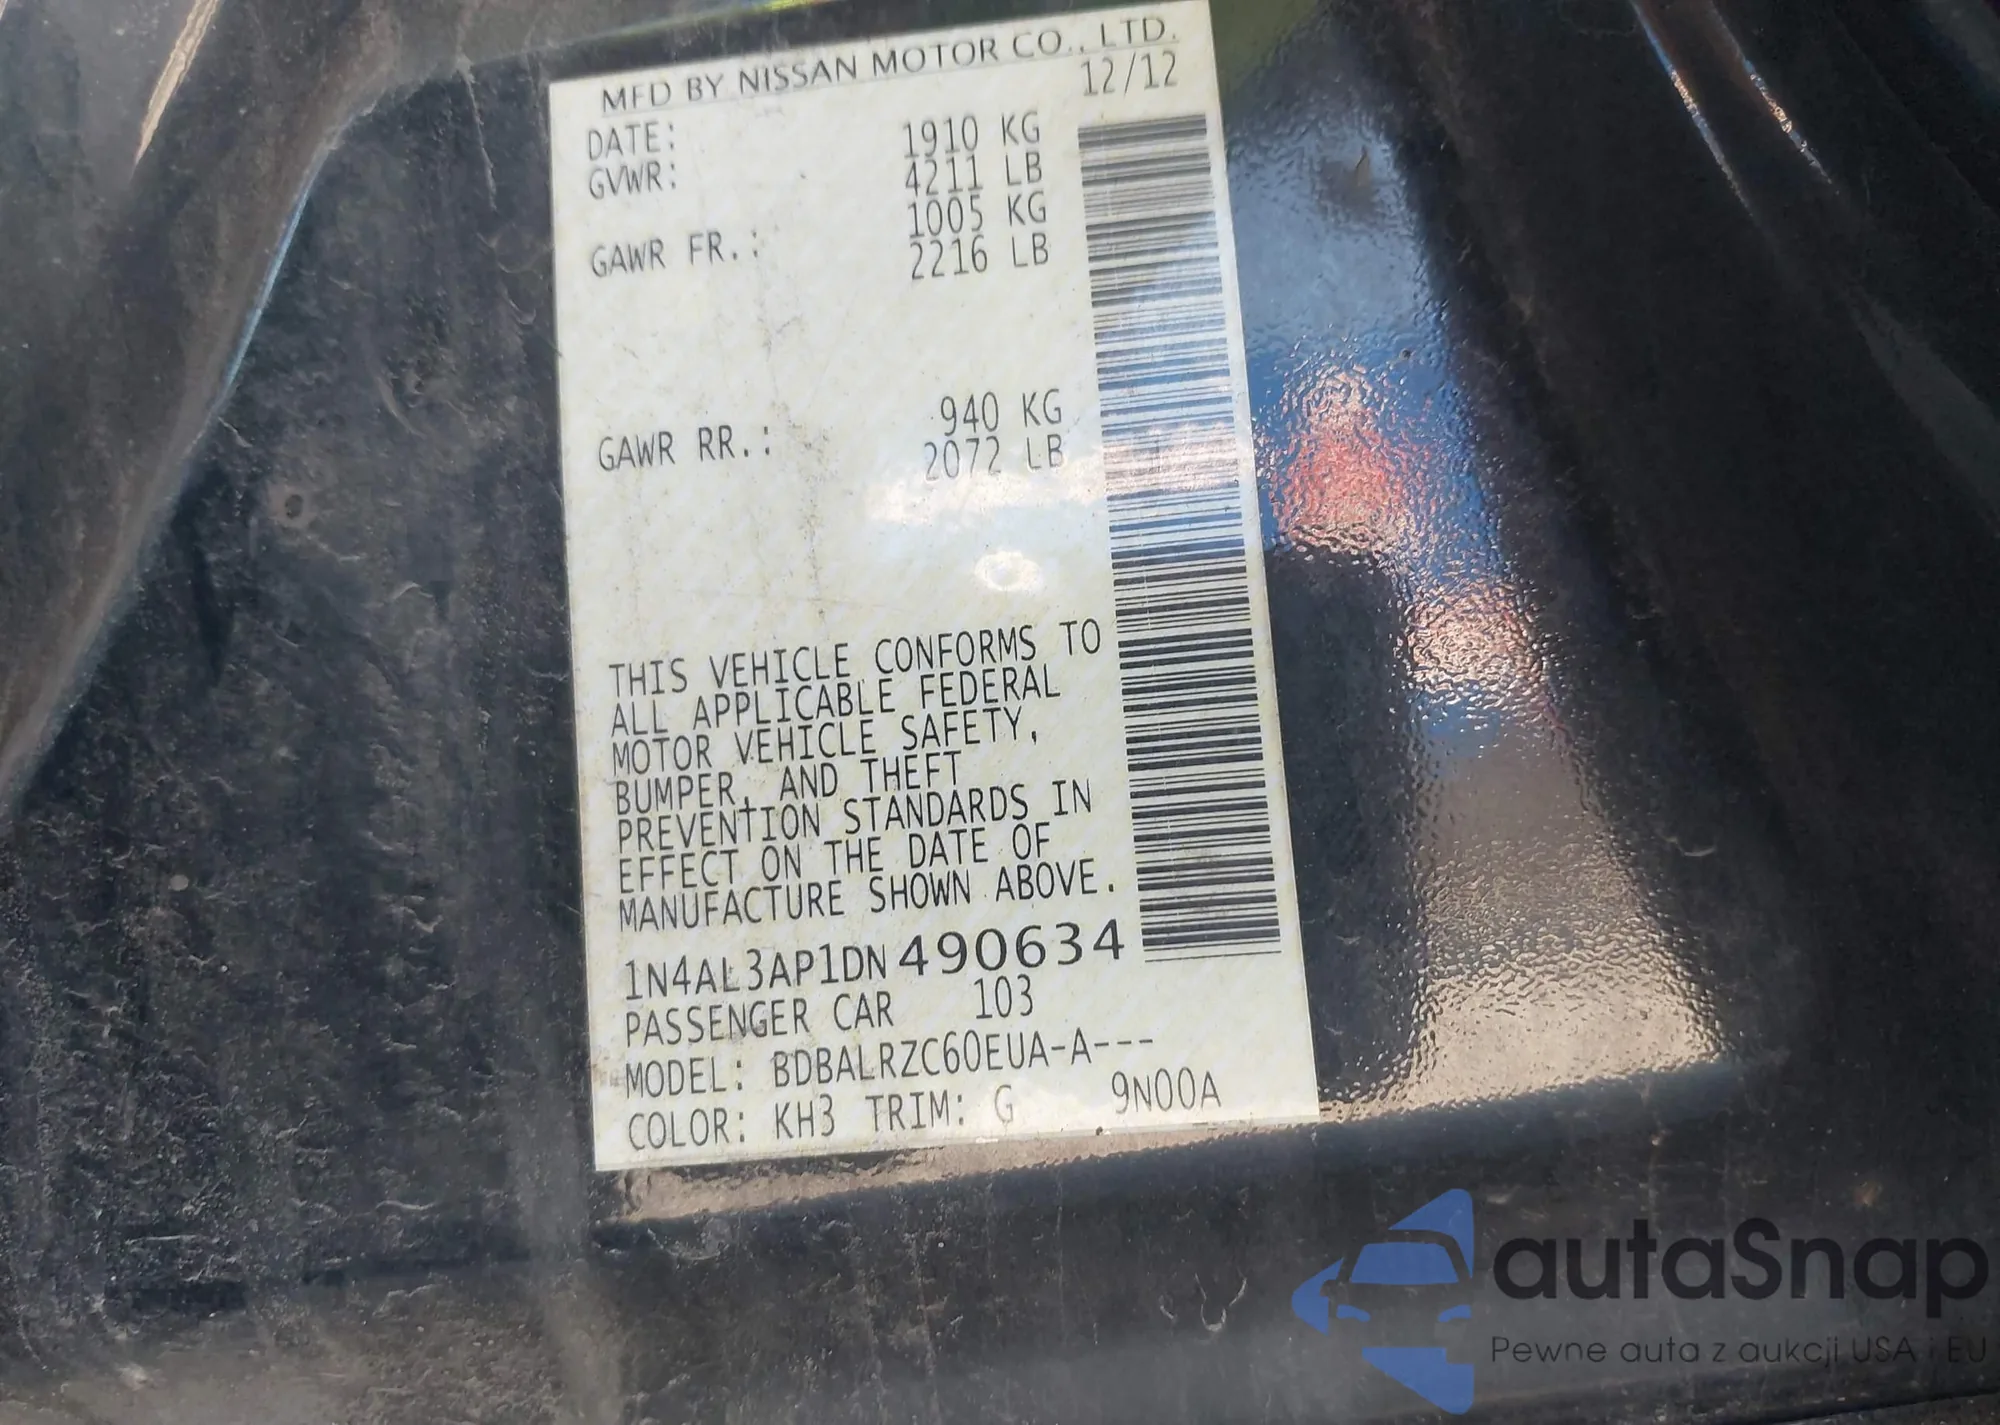 MFD BY NISSAN MOTOR CO., LTD.
DATE: 12/12
GVWR: 1910 KG
4211 LB
GAWR FR.: 1005 KG
2216 LB
GAWR RR.: 940 KG
2072 LB
THIS VEHICLE CONFORMS TO
ALL APPLICABLE FEDERAL
MOTOR VEHICLE SAFETY,
BUMPER, AND THEFT
PREVENTION STANDARDS IN
EFFECT ON THE DATE OF
MANUFACTURE SHOWN ABOVE.
1N4AL3AP1DN490634
PASSENGER CAR 103
MODEL: BDBALRZC60EUA-A---
COLOR: KH3 TRIM: G 9N00A
autaSnap
Pewne auta z aukcji USA i EU